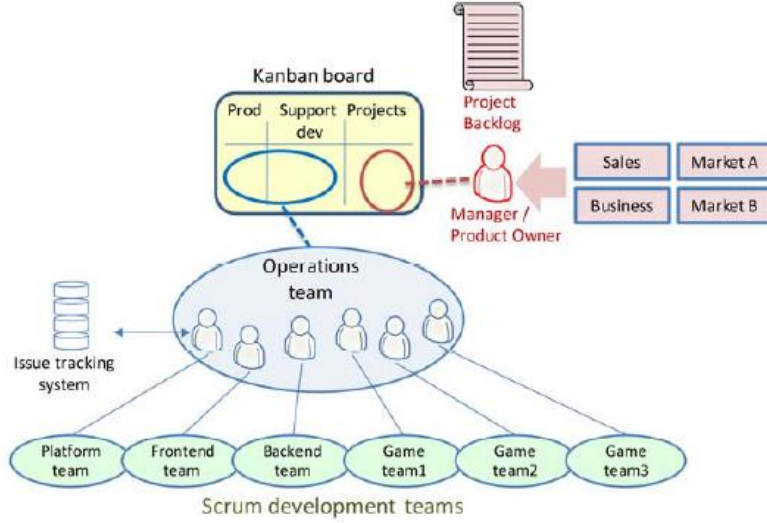 Kanban board
Prod Support Projects
dev
Project
Backlog
Sales Market A
Business Market B
Manager /
Product Owner
Operations
team
Issue tracking
system
Platform
team
Frontend
team
Backend
team
Game
team1
Game
team2
Game
team3
Scrum development teams